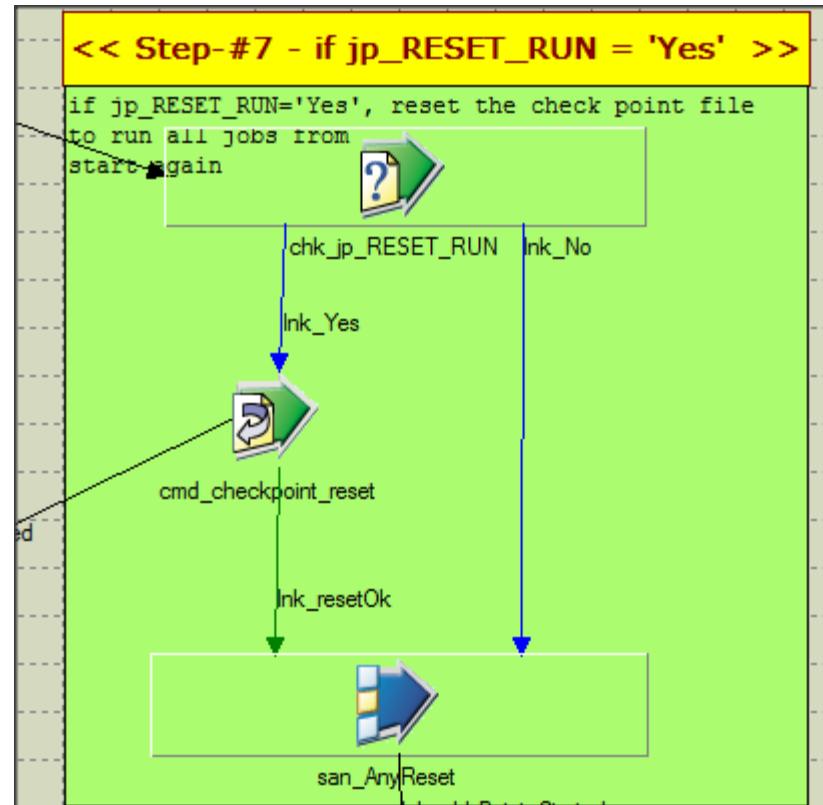 << Step-#7 - if jp_RESET_RUN = 'Yes' >>
if jp_RESET_RUN='Yes', reset the check point file
to run all jobs from
start again
chk_jp_RESET_RUN
lnk_No
lnk_Yes
cmd_checkpoint_reset
lnk_resetOk
san_AnyReset